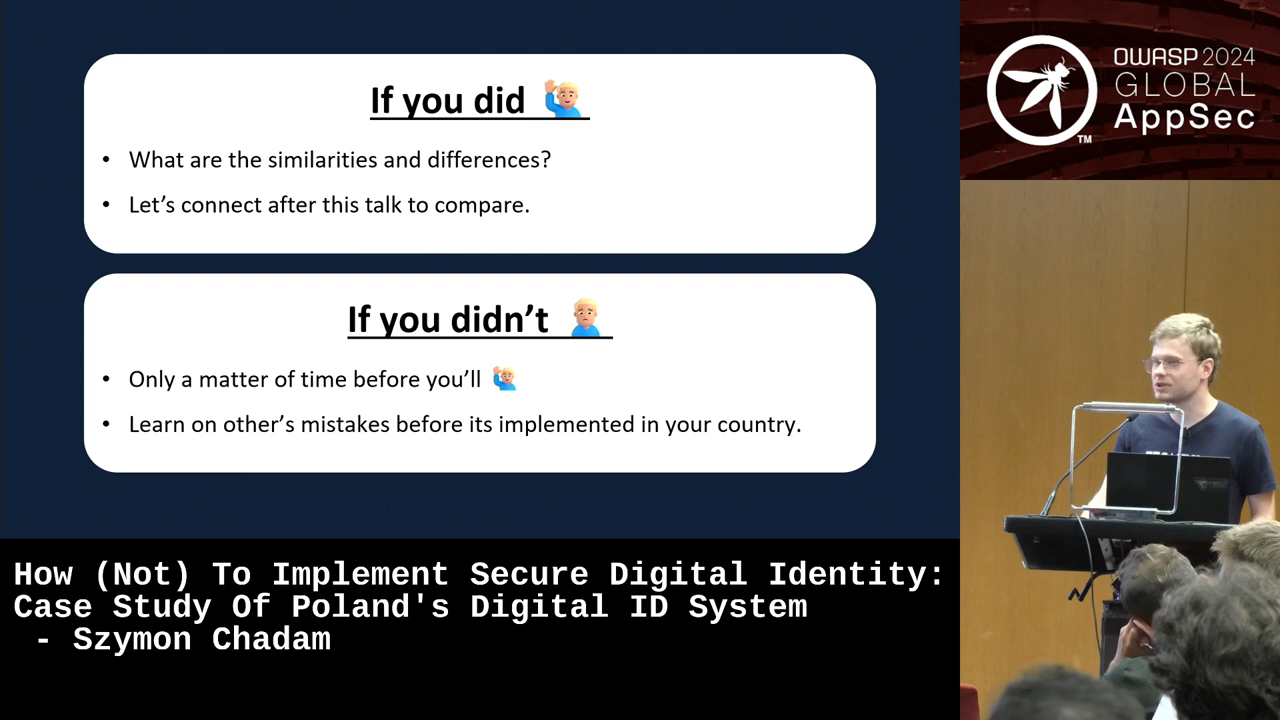 If you did
• What are the similarities and differences?
• Let’s connect after this talk to compare.
If you didn’t
• Only a matter of time before you’ll
• Learn on other’s mistakes before its implemented in your country.
OWASP 2024
GLOBAL
AppSec
TM
How (Not) To Implement Secure Digital Identity:
Case Study Of Poland's Digital ID System
- Szymon Chadam